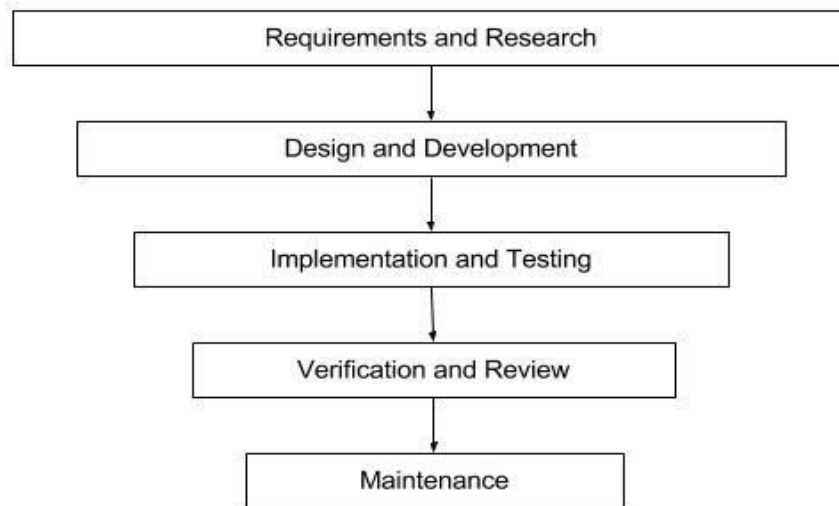 Requirements and Research
Design and Development
Implementation and Testing
Verification and Review
Maintenance